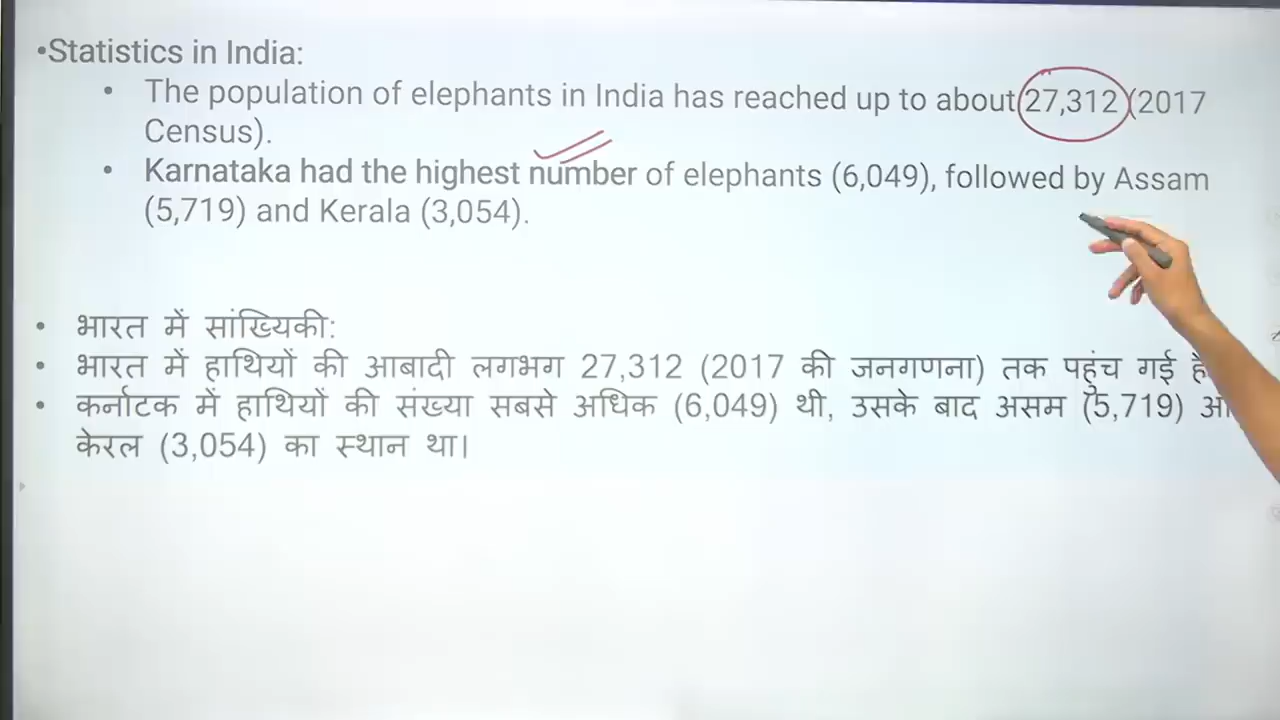 •Statistics in India:
• The population of elephants in India has reached up to about 27,312 (2017
Census).
• Karnataka had the highest number of elephants (6,049), followed by Assam
(5,719) and Kerala (3,054).
• भारत में सांख्यिकी:
• भारत में हाथियों की आबादी लगभग 27,312 (2017 की जनगणना) तक पहुंच गई
• कर्नाटक में हाथियों की संख्या सबसे अधिक (6,049) थी, उसके बाद असम (5,719)
केरल (3,054) का स्थान था।